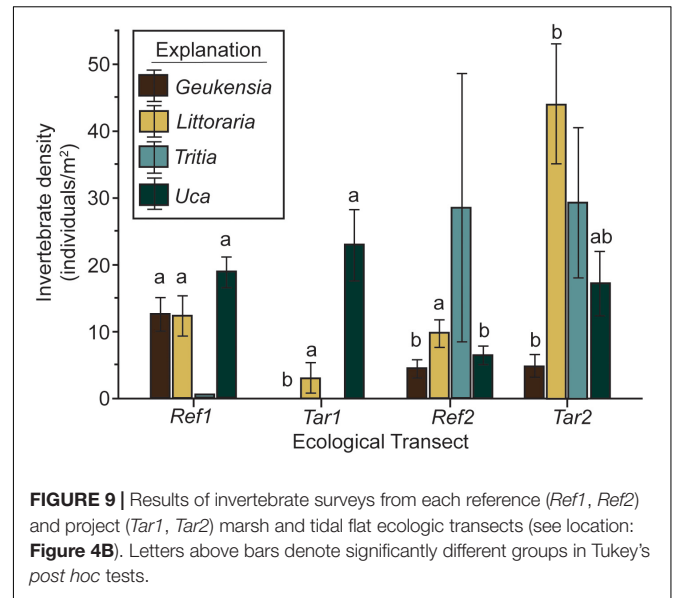 Explanation
Geukensia
Littoraria
Tritia
Uca
Invertebrate density
(individuals/m²)
50
40
30
20
10
0
a a a
b a a
b a b
b b ab
Ref1 Tar1 Ref2 Tar2
Ecological Transect
FIGURE 9 | Results of invertebrate surveys from each reference (Ref1, Ref2)
and project (Tar1, Tar2) marsh and tidal flat ecologic transects (see location:
Figure 4B). Letters above bars denote significantly different groups in Tukey's
post hoc tests.